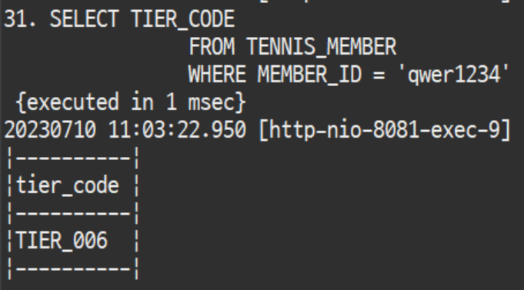 31. SELECT TIER_CODE
FROM TENNIS_MEMBER
WHERE MEMBER_ID = 'qwer1234'
{executed in 1 msec}
20230710 11:03:22.950 [http-nio-8081-exec-9]
|----------|
|tier_code |
|----------|
|TIER_006  |
|----------|